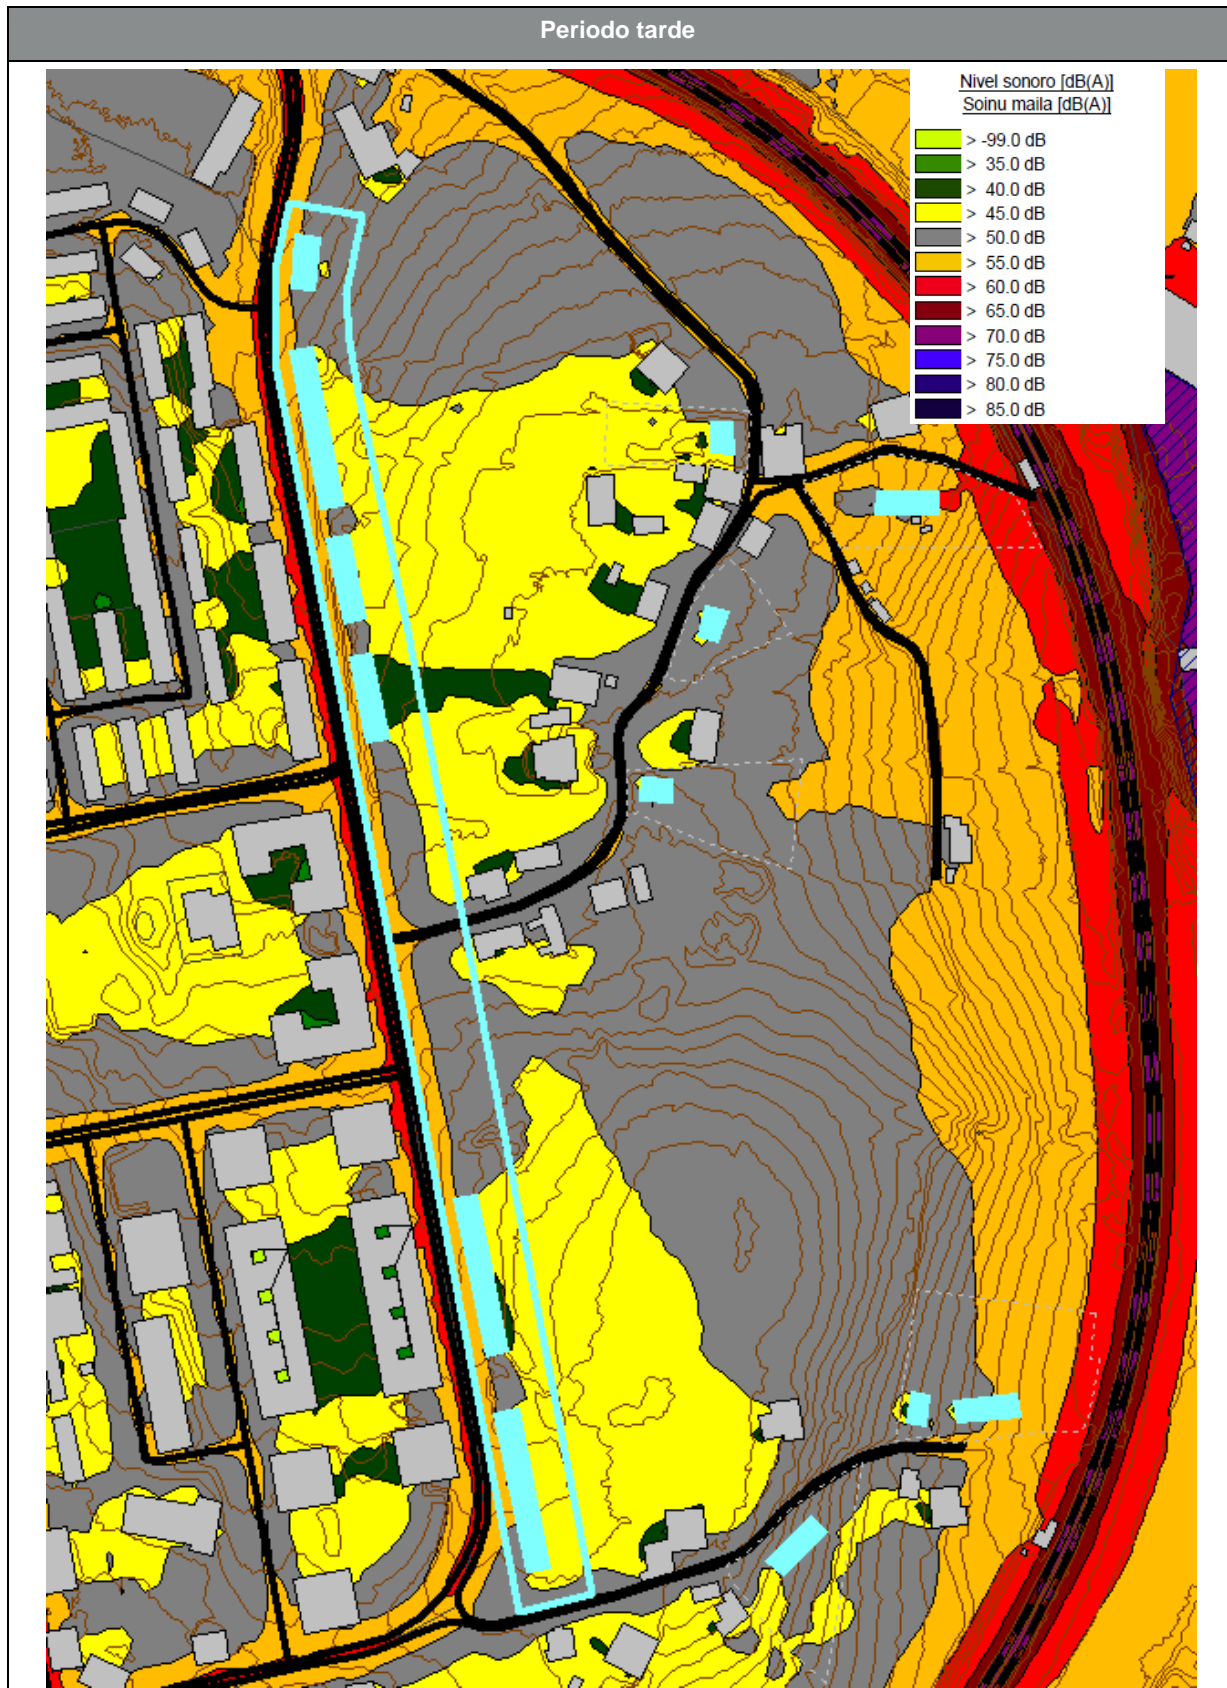 Periodo tarde
Nivel sonoro [dB(A)]
Soinu maila [dB(A)]
> -99.0 dB
> 35.0 dB
> 40.0 dB
> 45.0 dB
> 50.0 dB
> 55.0 dB
> 60.0 dB
> 65.0 dB
> 70.0 dB
> 75.0 dB
> 80.0 dB
> 85.0 dB